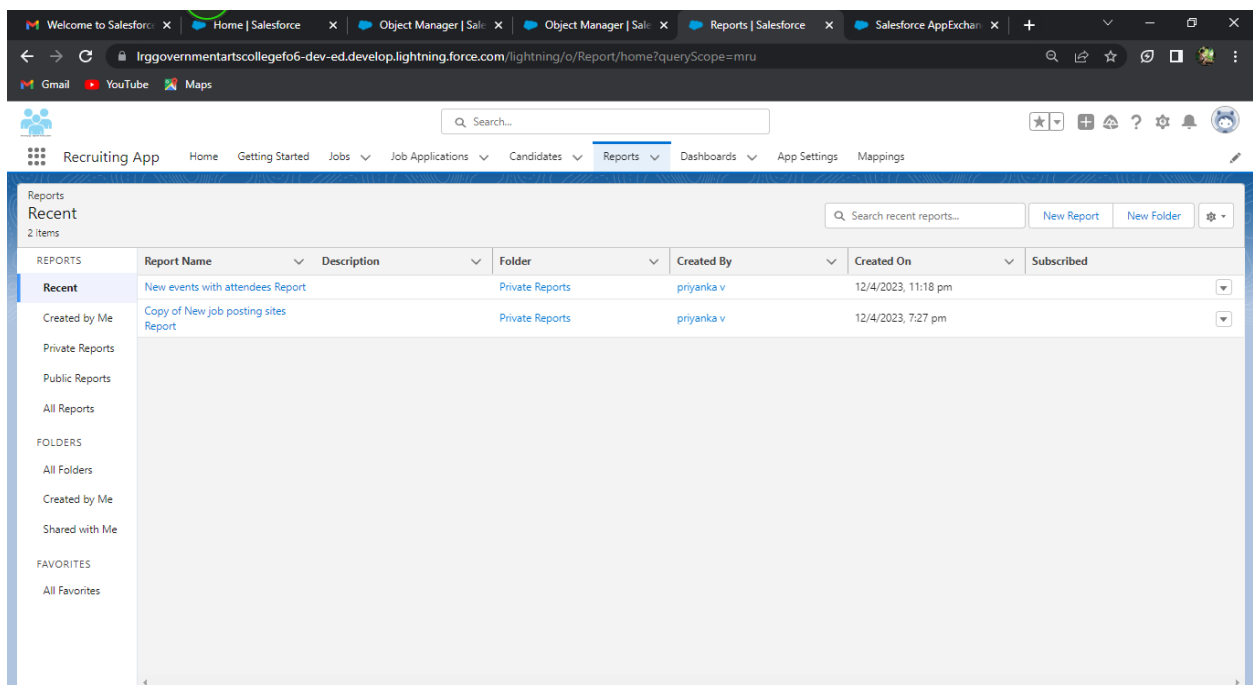 Welcome to Salesforc
Home | Salesforce
Object Manager | Sale
Object Manager | Sale
Reports | Salesforce
Salesforce AppExchan
lrggovernmentartscollegefo6-dev-ed.develop.lightning.force.com/lightning/o/Report/home?queryScope=mru
Gmail YouTube Maps
Search...
Recruiting App Home Getting Started Jobs Job Applications Candidates Reports Dashboards App Settings Mappings
Reports
Recent
2 items
Search recent reports...
New Report New Folder
REPORTS
Recent
Created by Me
Private Reports
Public Reports
All Reports
FOLDERS
All Folders
Created by Me
Shared with Me
FAVORITES
All Favorites
Report Name Description Folder Created By Created On Subscribed
New events with attendees Report Private Reports priyanka v 12/4/2023, 11:18 pm
Copy of New job posting sites
Report
Private Reports priyanka v 12/4/2023, 7:27 pm